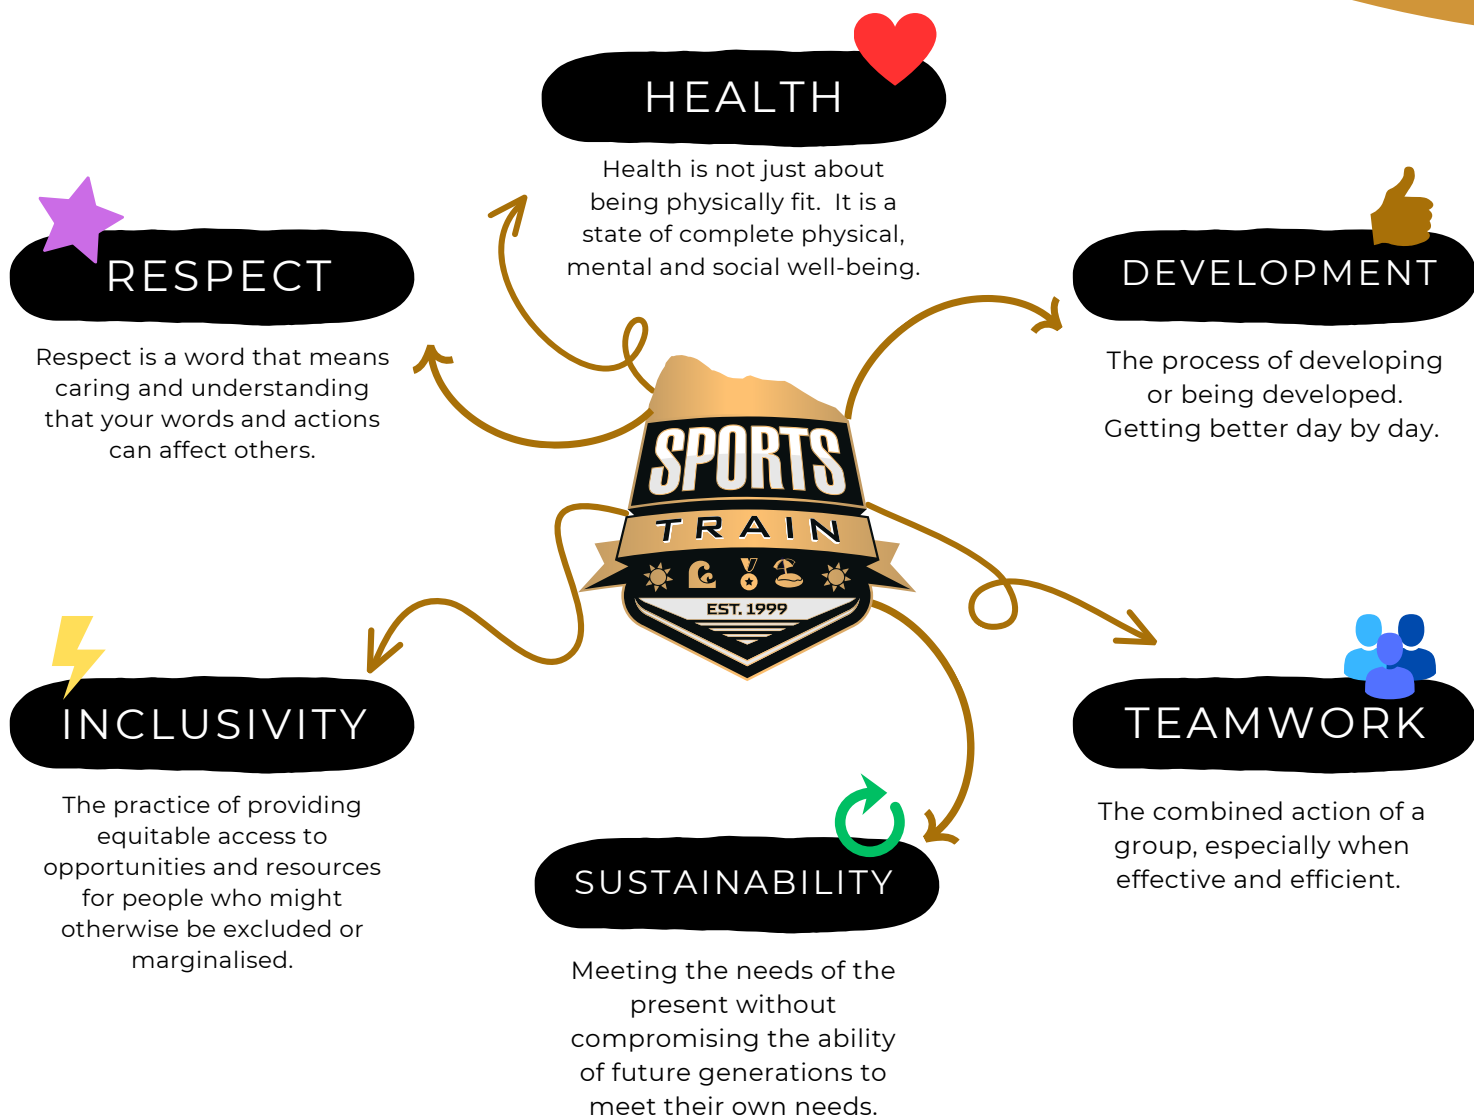 HEALTH
Health is not just about
being physically fit.  It is a
state of complete physical,
mental and social well-being.
RESPECT
Respect is a word that means
caring and understanding
that your words and actions
can affect others.
DEVELOPMENT
The process of developing
or being developed.
Getting better day by day.
SPORTS
TRAIN
EST. 1999
INCLUSIVITY
The practice of providing
equitable access to
opportunities and resources
for people who might
otherwise be excluded or
marginalised.
TEAMWORK
The combined action of a
group, especially when
effective and efficient.
SUSTAINABILITY
Meeting the needs of the
present without
compromising the ability
of future generations to
meet their own needs.